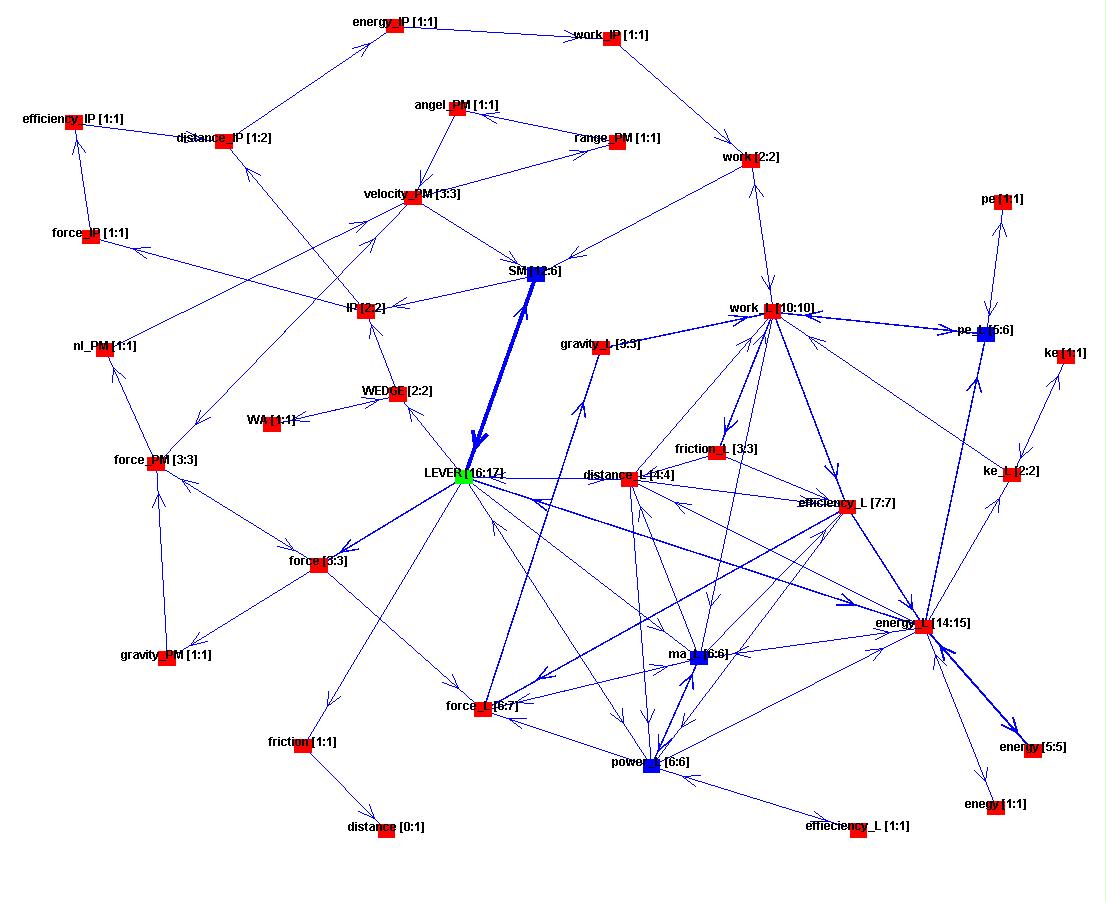 energy_IP [1:1]
work_IP [1:1]
angel_PM [1:1]
efficiency_IP [1:1]
distance_IP [1:2]
range_PM [1:1]
work [2:2]
velocity_PM [3:3]
pe [1:1]
force_IP [1:1]
SM [12:6]
IP [2:2]
work_L [10:10]
pe_L [5:6]
nl_PM [1:1]
gravity_L [3:3]
ke [1:1]
WEDGE [2:2]
WA [1:1]
force_PM [3:3]
friction_L [3:3]
LEVER [16:17]
distance_L [4:4]
ke_L [2:2]
efficiency_L [7:7]
force [3:3]
energy_L [14:15]
gravity_PM [1:1]
ma_L [6:6]
force_L [6:7]
friction [1:1]
energy [5:5]
power_L [6:6]
enegy [1:1]
distance [0:1]
effieciency_L [1:1]